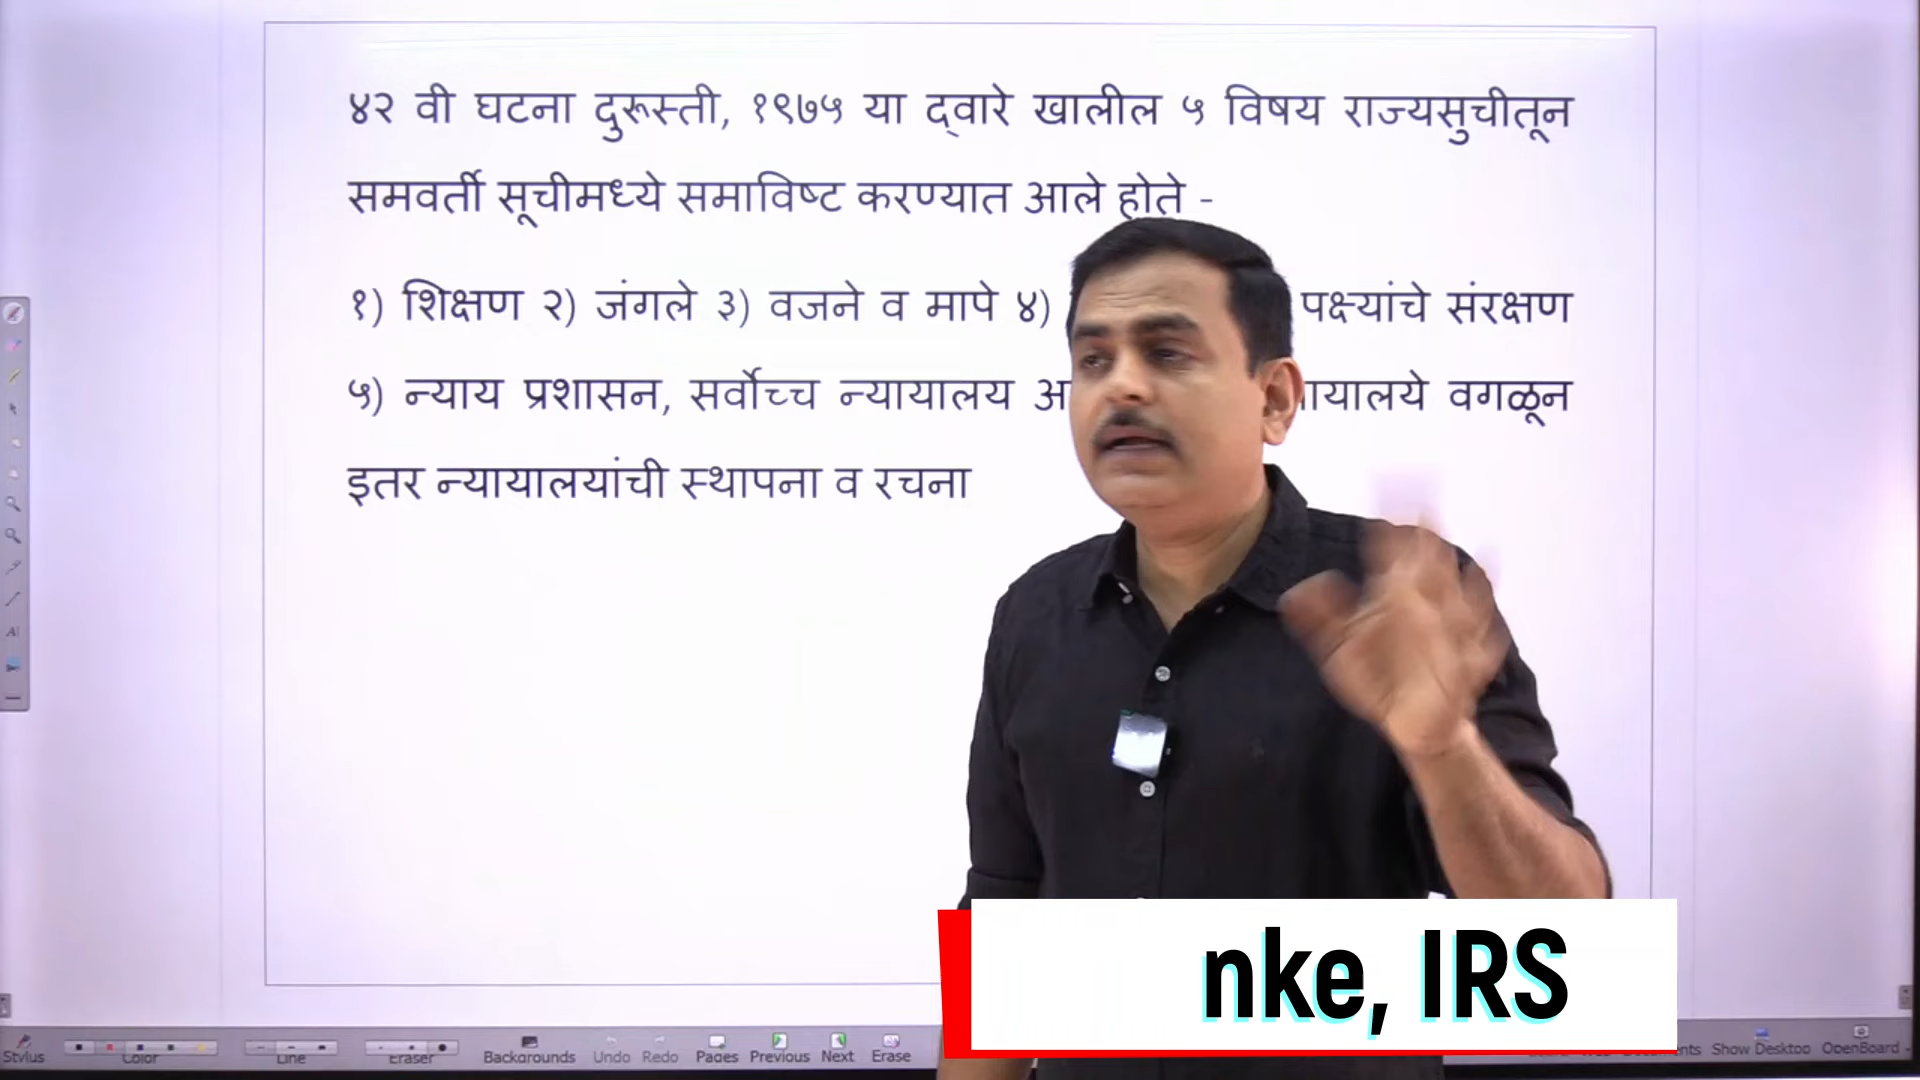 ४२ वी घटना दुरूस्ती, १९७५ या द्वारे खालील ५ विषय राज्यसुचीतून
समवर्ती सूचीमध्ये समाविष्ट करण्यात आले होते -
१) शिक्षण २) जंगले ३) वजने व मापे ४) पक्ष्यांचे संरक्षण
५) न्याय प्रशासन, सर्वोच्च न्यायालय वगळून
इतर न्यायालयांची स्थापना व रचना
nke, IRS
Stylus Color Line Eraser Backgrounds Undo Redo Pages Previous Next Erase Show Desktop OpenBoard